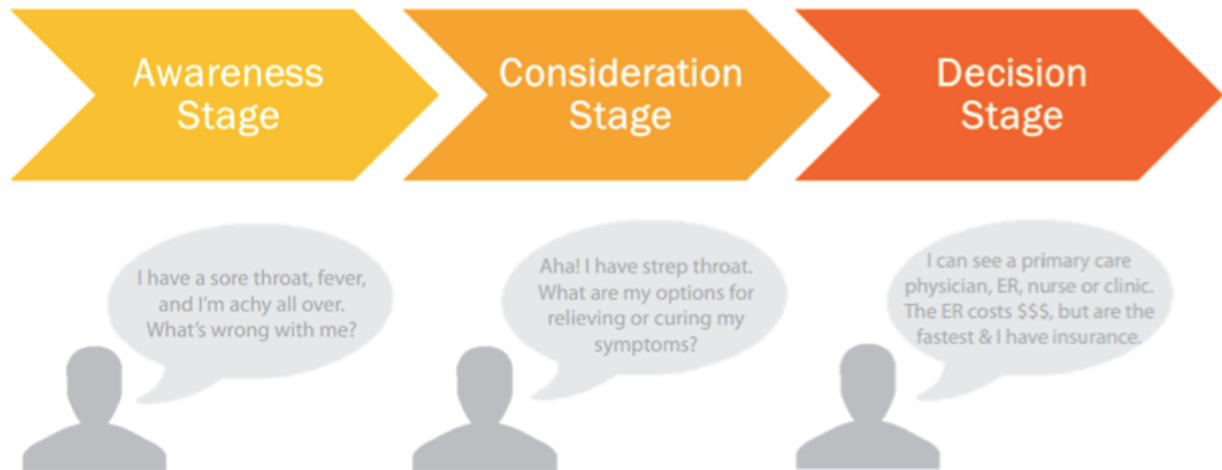 Awareness
Stage
Consideration
Stage
Decision
Stage
I have a sore throat, fever,
and I'm achy all over.
What's wrong with me?
Aha! I have strep throat.
What are my options for
relieving or curing my
symptoms?
I can see a primary care
physician, ER, nurse or clinic.
The ER costs $$$, but are the
fastest & I have insurance.